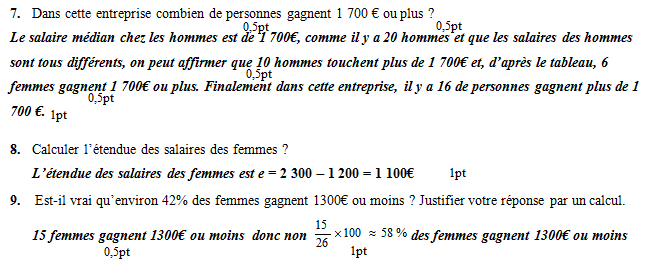 7. Dans cette entreprise combien de personnes gagnent 1 700 € ou plus ?
0,5pt 0,5pt
Le salaire médian chez les hommes est de 1 700€, comme il y a 20 hommes et que les salaires des hommes
sont tous différents, on peut affirmer que 10 hommes touchent plus de 1 700€ et, d'après le tableau, 6
0,5pt
femmes gagnent 1 700€ ou plus. Finalement dans cette entreprise, il y a 16 de personnes gagnent plus de 1
0,5pt
700 €. 1pt
8. Calculer l'étendue des salaires des femmes ?
L'étendue des salaires des femmes est e = 2 300 – 1 200 = 1 100€ 1pt
9. Est-il vrai qu'environ 42% des femmes gagnent 1300€ ou moins ? Justifier votre réponse par un calcul.
15 femmes gagnent 1300€ ou moins donc non 15/26 × 100 ≈ 58 % des femmes gagnent 1300€ ou moins
0,5pt 1pt